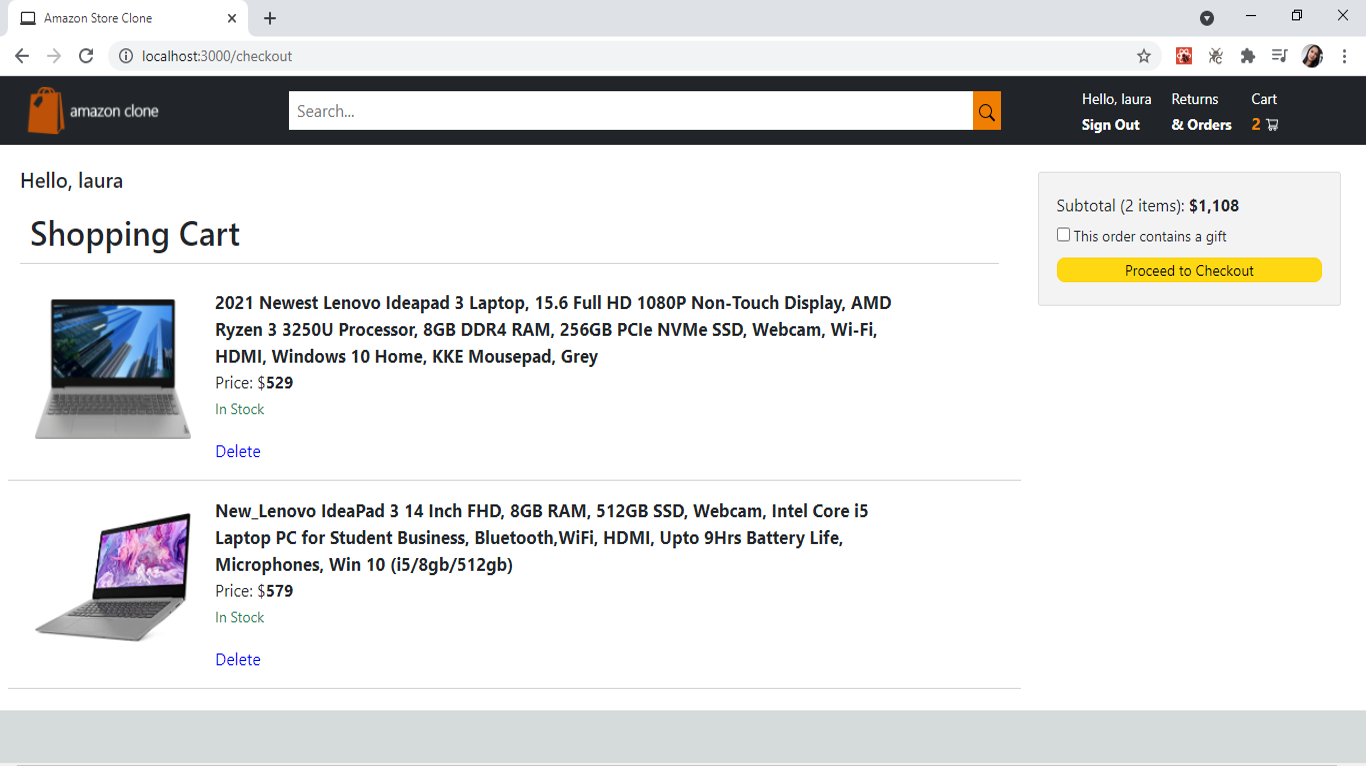 Amazon Store Clone
localhost:3000/checkout
amazon clone
Search...
Hello, laura
Sign Out
Returns
& Orders
Cart
2
Hello, laura
Shopping Cart
2021 Newest Lenovo Ideapad 3 Laptop, 15.6 Full HD 1080P Non-Touch Display, AMD
Ryzen 3 3250U Processor, 8GB DDR4 RAM, 256GB PCIe NVMe SSD, Webcam, Wi-Fi,
HDMI, Windows 10 Home, KKE Mousepad, Grey
Price: $529
In Stock
Delete
New_Lenovo IdeaPad 3 14 Inch FHD, 8GB RAM, 512GB SSD, Webcam, Intel Core i5
Laptop PC for Student Business, Bluetooth,WiFi, HDMI, Upto 9Hrs Battery Life,
Microphones, Win 10 (i5/8gb/512gb)
Price: $579
In Stock
Delete
Subtotal (2 items): $1,108
This order contains a gift
Proceed to Checkout